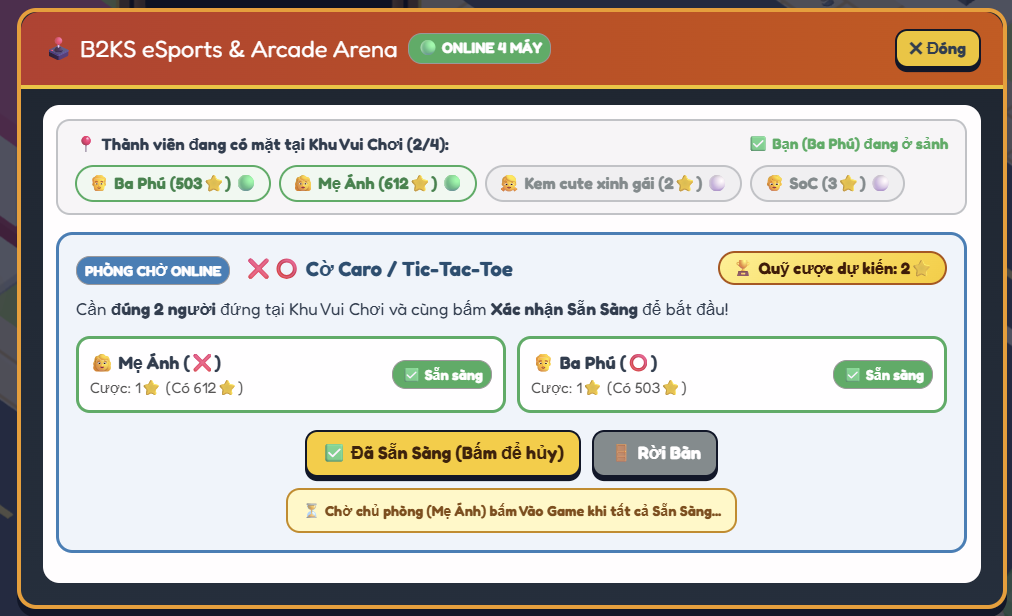 B2KS eSports & Arcade Arena
ONLINE 4 MÁY
✕ Đóng
Thành viên đang có mặt tại Khu Vui Chơi (2/4):
Bạn (Ba Phú) đang ở sảnh
Ba Phú (503⭐)
Mẹ Ánh (612⭐)
Kem cute xinh gái (2⭐)
SoC (3⭐)
PHÒNG CHỜ ONLINE
❌⭕ Cờ Caro / Tic-Tac-Toe
Quỹ cược dự kiến: 2⭐
Cần đúng 2 người đứng tại Khu Vui Chơi và cùng bấm Xác nhận Sẵn Sàng để bắt đầu!
Mẹ Ánh (❌)
Cược: 1⭐ (Có 612⭐)
Sẵn sàng
Ba Phú (⭕)
Cược: 1⭐ (Có 503⭐)
Sẵn sàng
Đã Sẵn Sàng (Bấm để hủy)
Rời Bàn
Chờ chủ phòng (Mẹ Ánh) bấm Vào Game khi tất cả Sẵn Sàng...